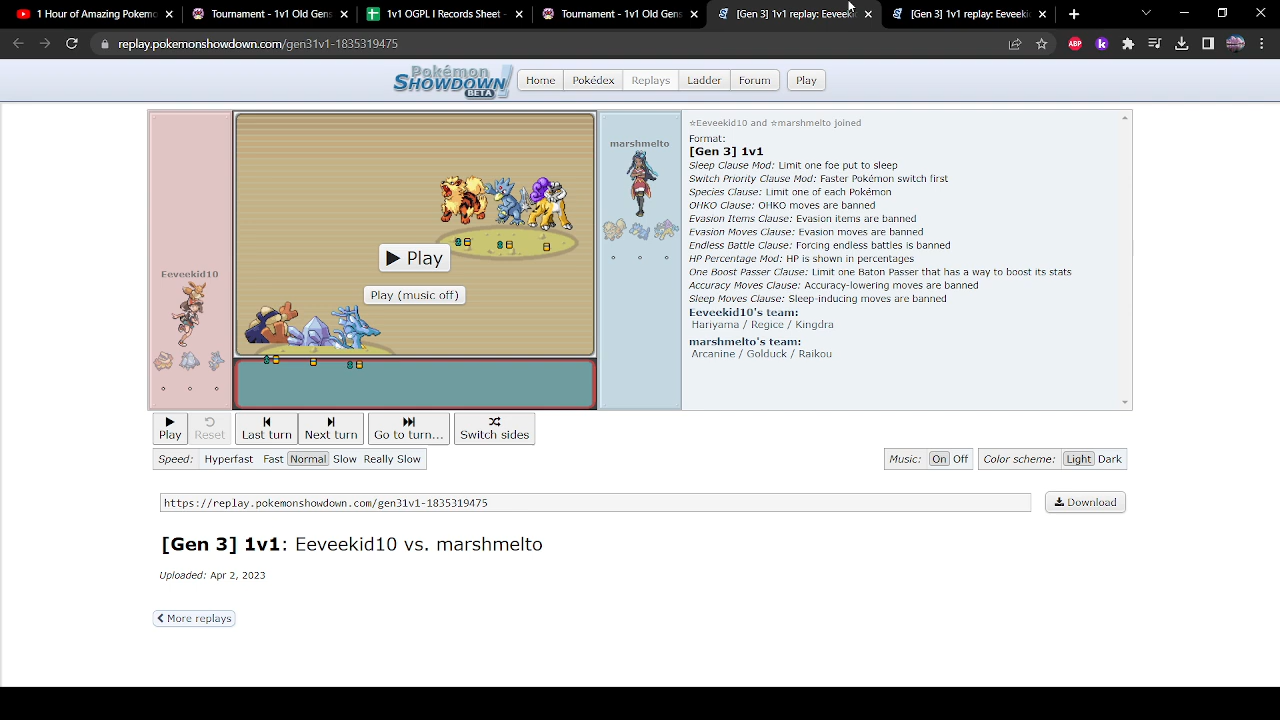 1 Hour of Amazing Pokemo
Tournament - 1v1 Old Gens
1v1 OGPL I Records Sheet -
Tournament - 1v1 Old Gens
[Gen 3] 1v1 replay: Eeveekid
[Gen 3] 1v1 replay: Eeveekid
replay.pokemonshowdown.com/gen31v1-1835319475
ABP
k
Pokémon
SHOWDOWN!
BETA
Home
Pokédex
Replays
Ladder
Forum
Play
Eeveekid10
marshmelto
Play
Play (music off)
☆Eeveekid10 and ☆marshmelto joined
Format:
[Gen 3] 1v1
Sleep Clause Mod: Limit one foe put to sleep
Switch Priority Clause Mod: Faster Pokémon switch first
Species Clause: Limit one of each Pokémon
OHKO Clause: OHKO moves are banned
Evasion Items Clause: Evasion items are banned
Evasion Moves Clause: Evasion moves are banned
Endless Battle Clause: Forcing endless battles is banned
HP Percentage Mod: HP is shown in percentages
One Boost Passer Clause: Limit one Baton Passer that has a way to boost its stats
Accuracy Moves Clause: Accuracy-lowering moves are banned
Sleep Moves Clause: Sleep-inducing moves are banned
Eeveekid10's team:
Hariyama / Regice / Kingdra
marshmelto's team:
Arcanine / Golduck / Raikou
Play
Reset
Last turn
Next turn
Go to turn...
Switch sides
Speed: Hyperfast Fast Normal Slow Really Slow
Music: On Off
Color scheme: Light Dark
https://replay.pokemonshowdown.com/gen31v1-1835319475
Download
[Gen 3] 1v1: Eeveekid10 vs. marshmelto
Uploaded: Apr 2, 2023
More replays